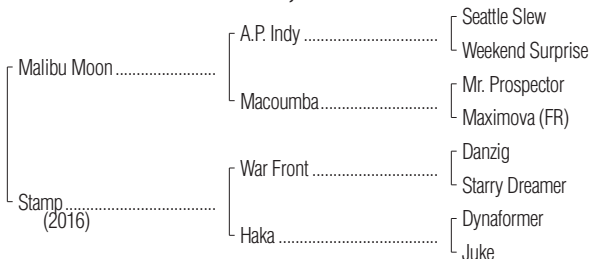 Seattle Slew
A.P. Indy
Weekend Surprise
Malibu Moon
Mr. Prospector
Macoumba
Maximova (FR)
Danzig
War Front
Starry Dreamer
Stamp
(2016)
Dynaformer
Haka
Juke